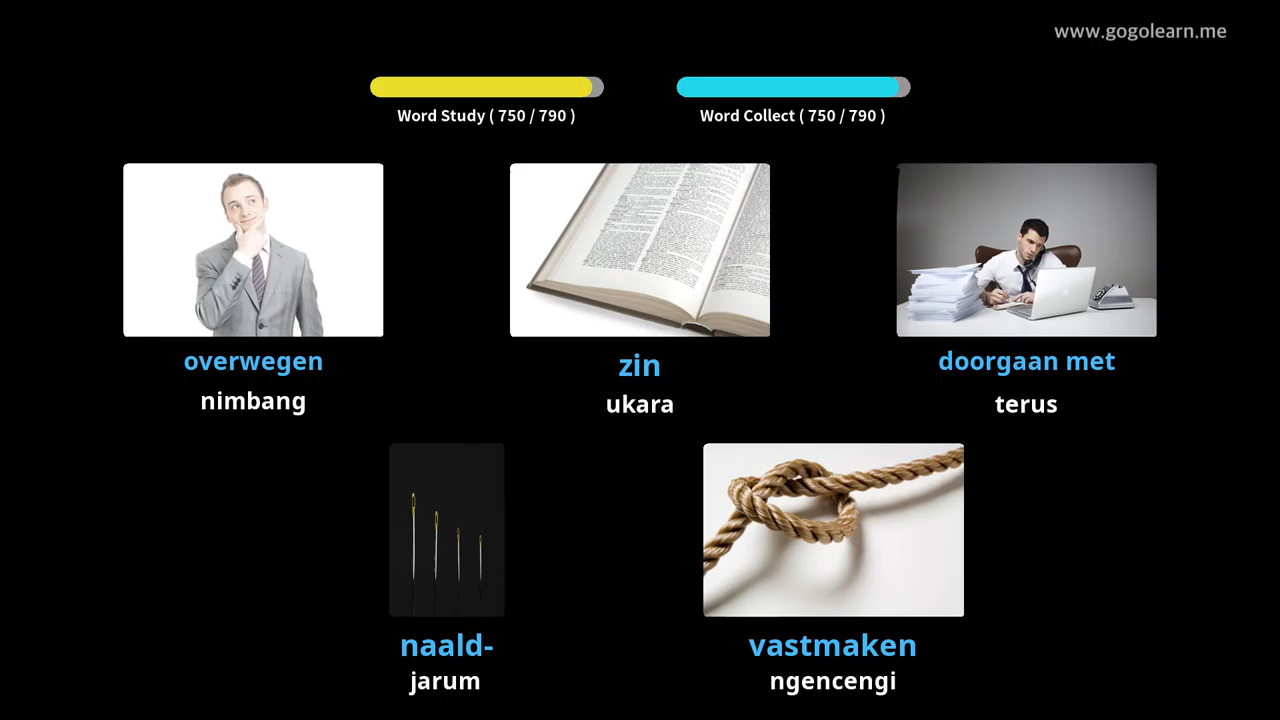 www.gogolearn.me
Word Study ( 750 / 790 )
Word Collect ( 750 / 790 )
overwegen
nimbang
zin
ukara
doorgaan met
terus
naald-
jarum
vastmaken
ngencengi